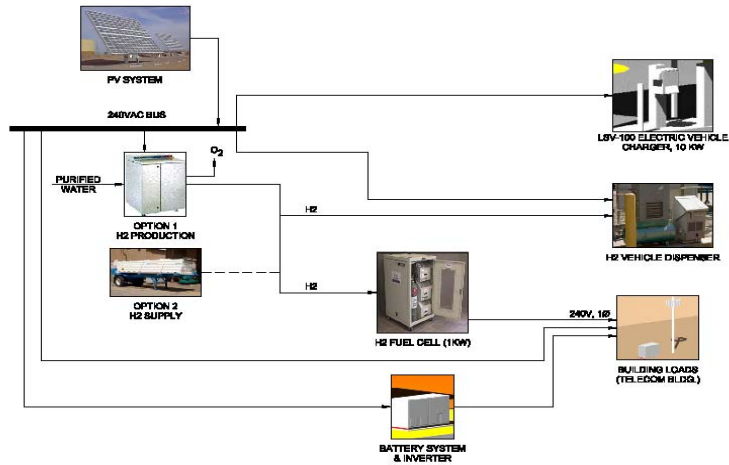 PV SYSTEM
240VAC BUS
LSV-100 ELECTRIC VEHICLE
CHARGER, 10 KW
O2
PURIFIED
WATER
OPTION 1
H2 PRODUCTION
H2
H2 VEHICLE DISPENSER
OPTION 2
H2 SUPPLY
H2
H2 FUEL CELL (1KW)
240V, 1Ø
BUILDING LOADS
(TELECOM BLDG.)
BATTERY SYSTEM
& INVERTER